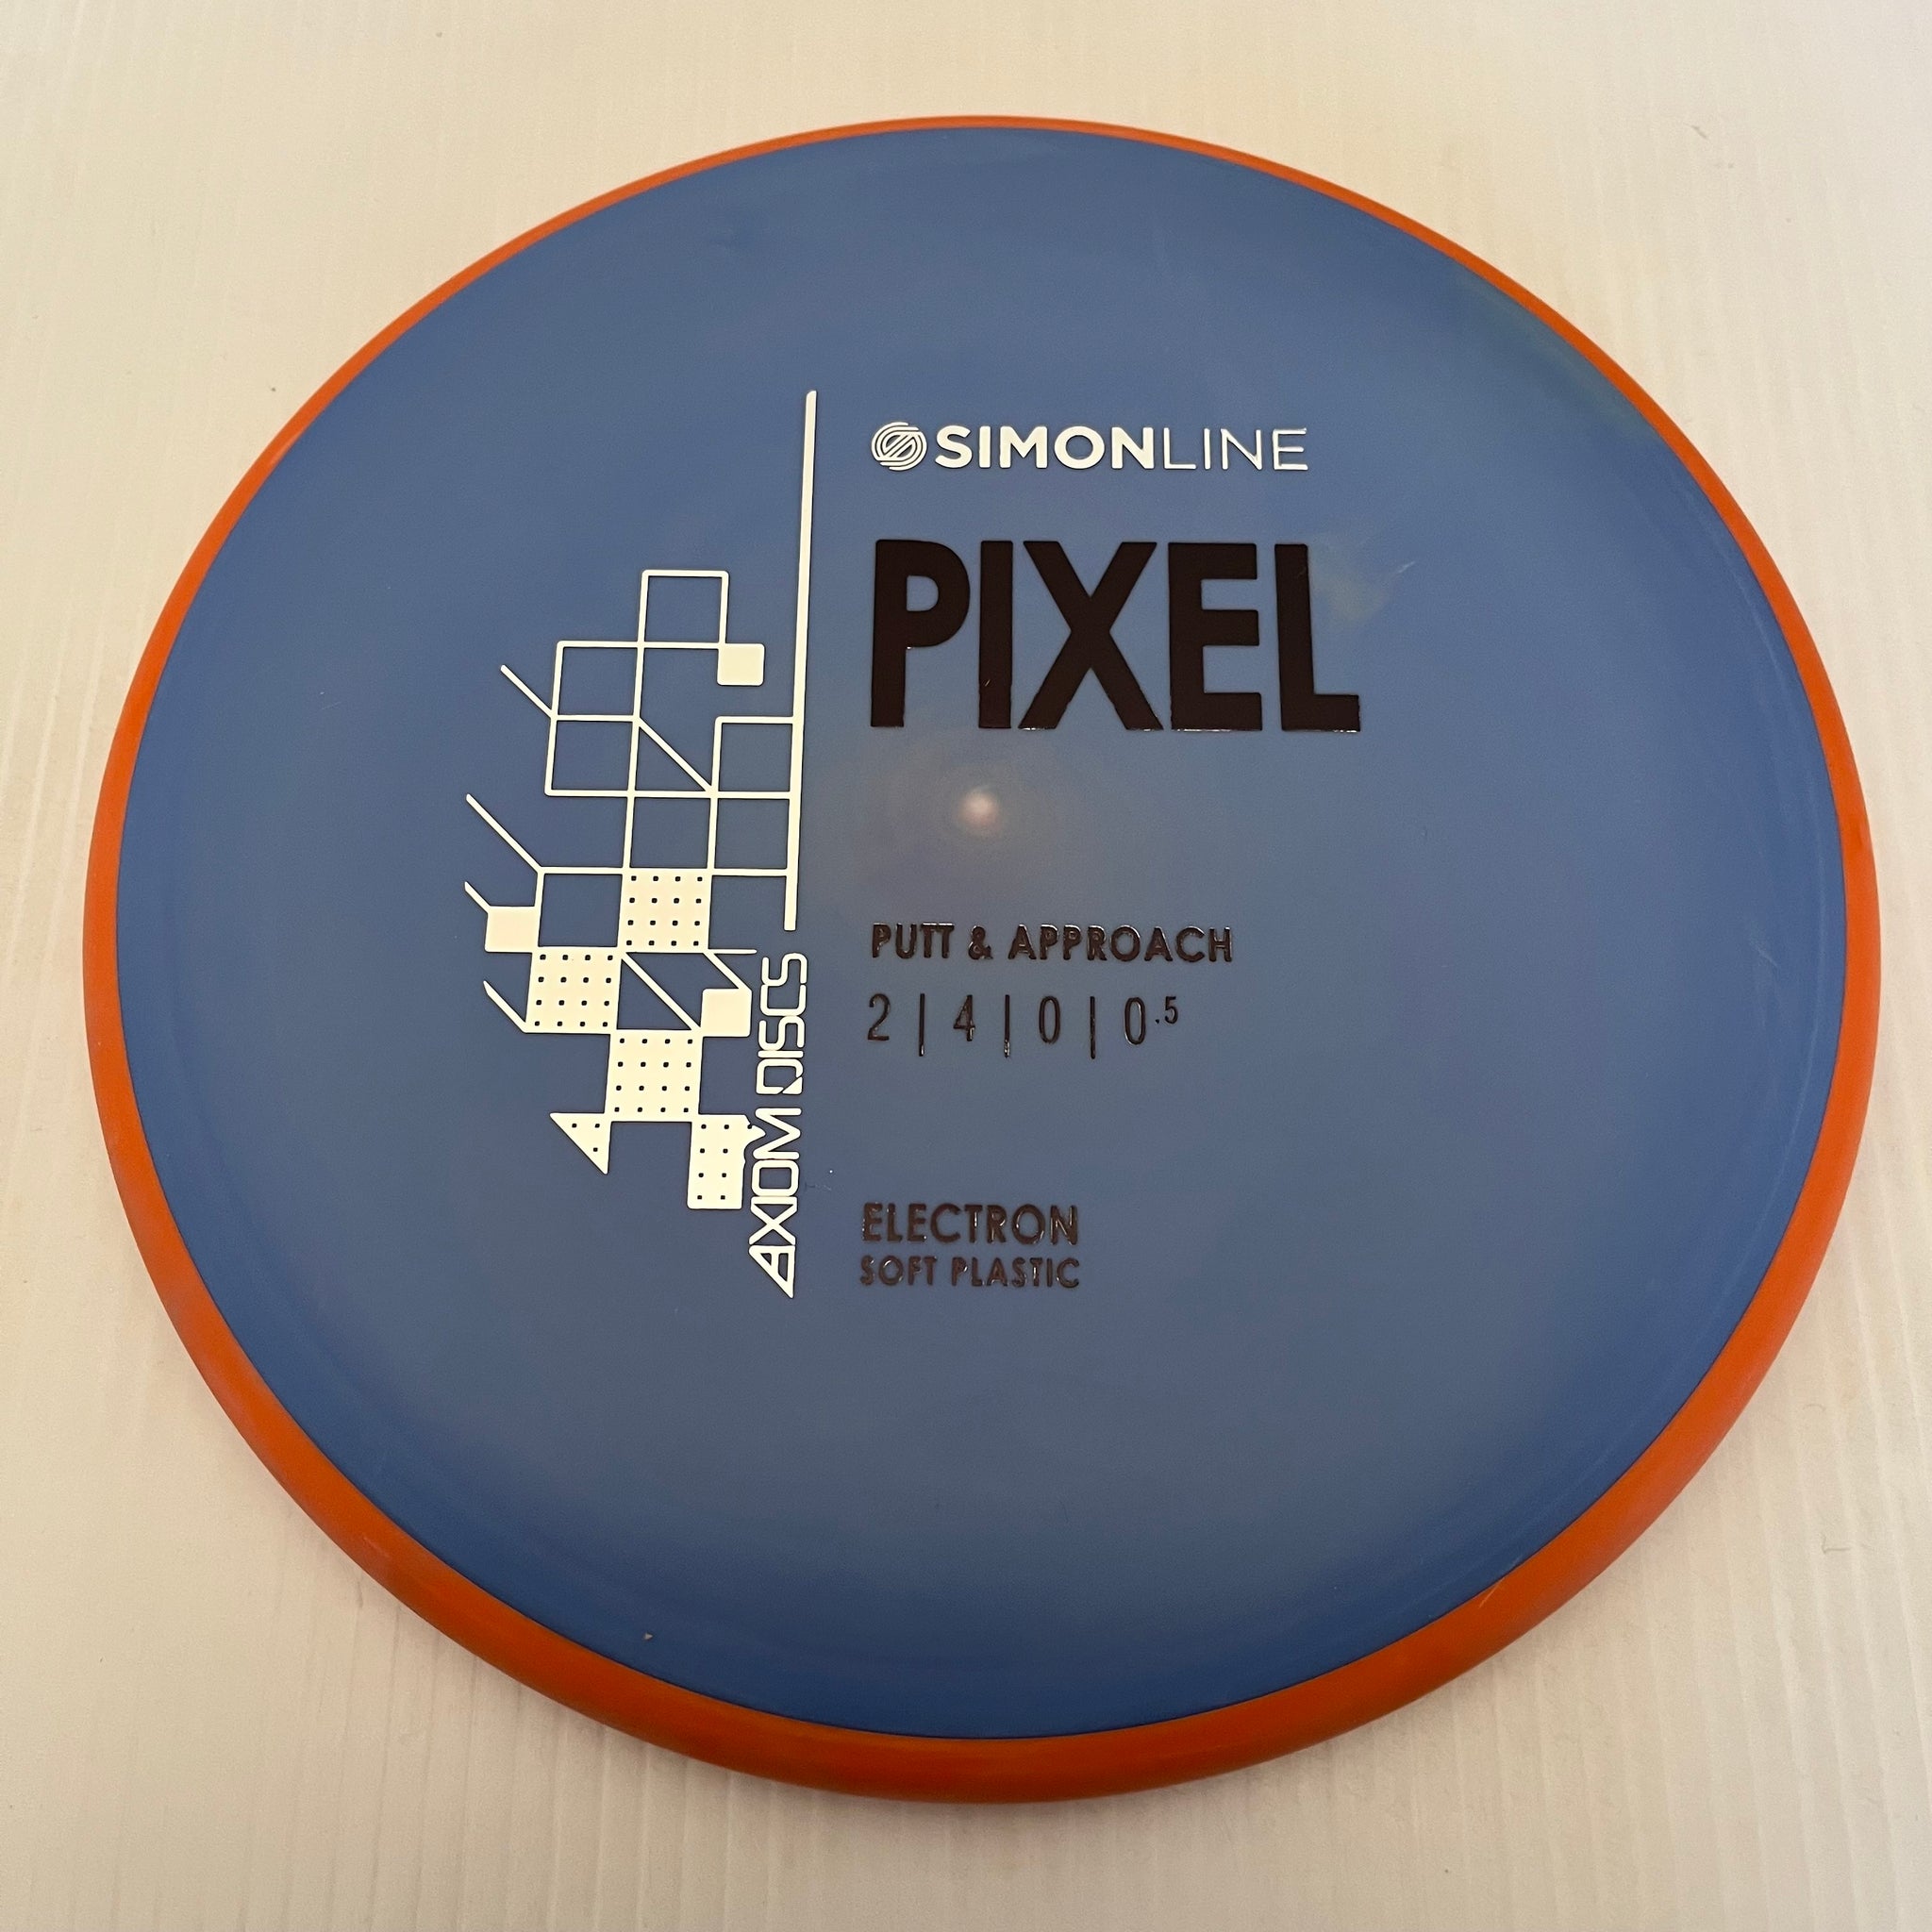 SIMONLINE
PIXEL
PUTT & APPROACH
2 | 4 | 0 | 0.5
ELECTRON
SOFT PLASTIC
AXIOM DISCS